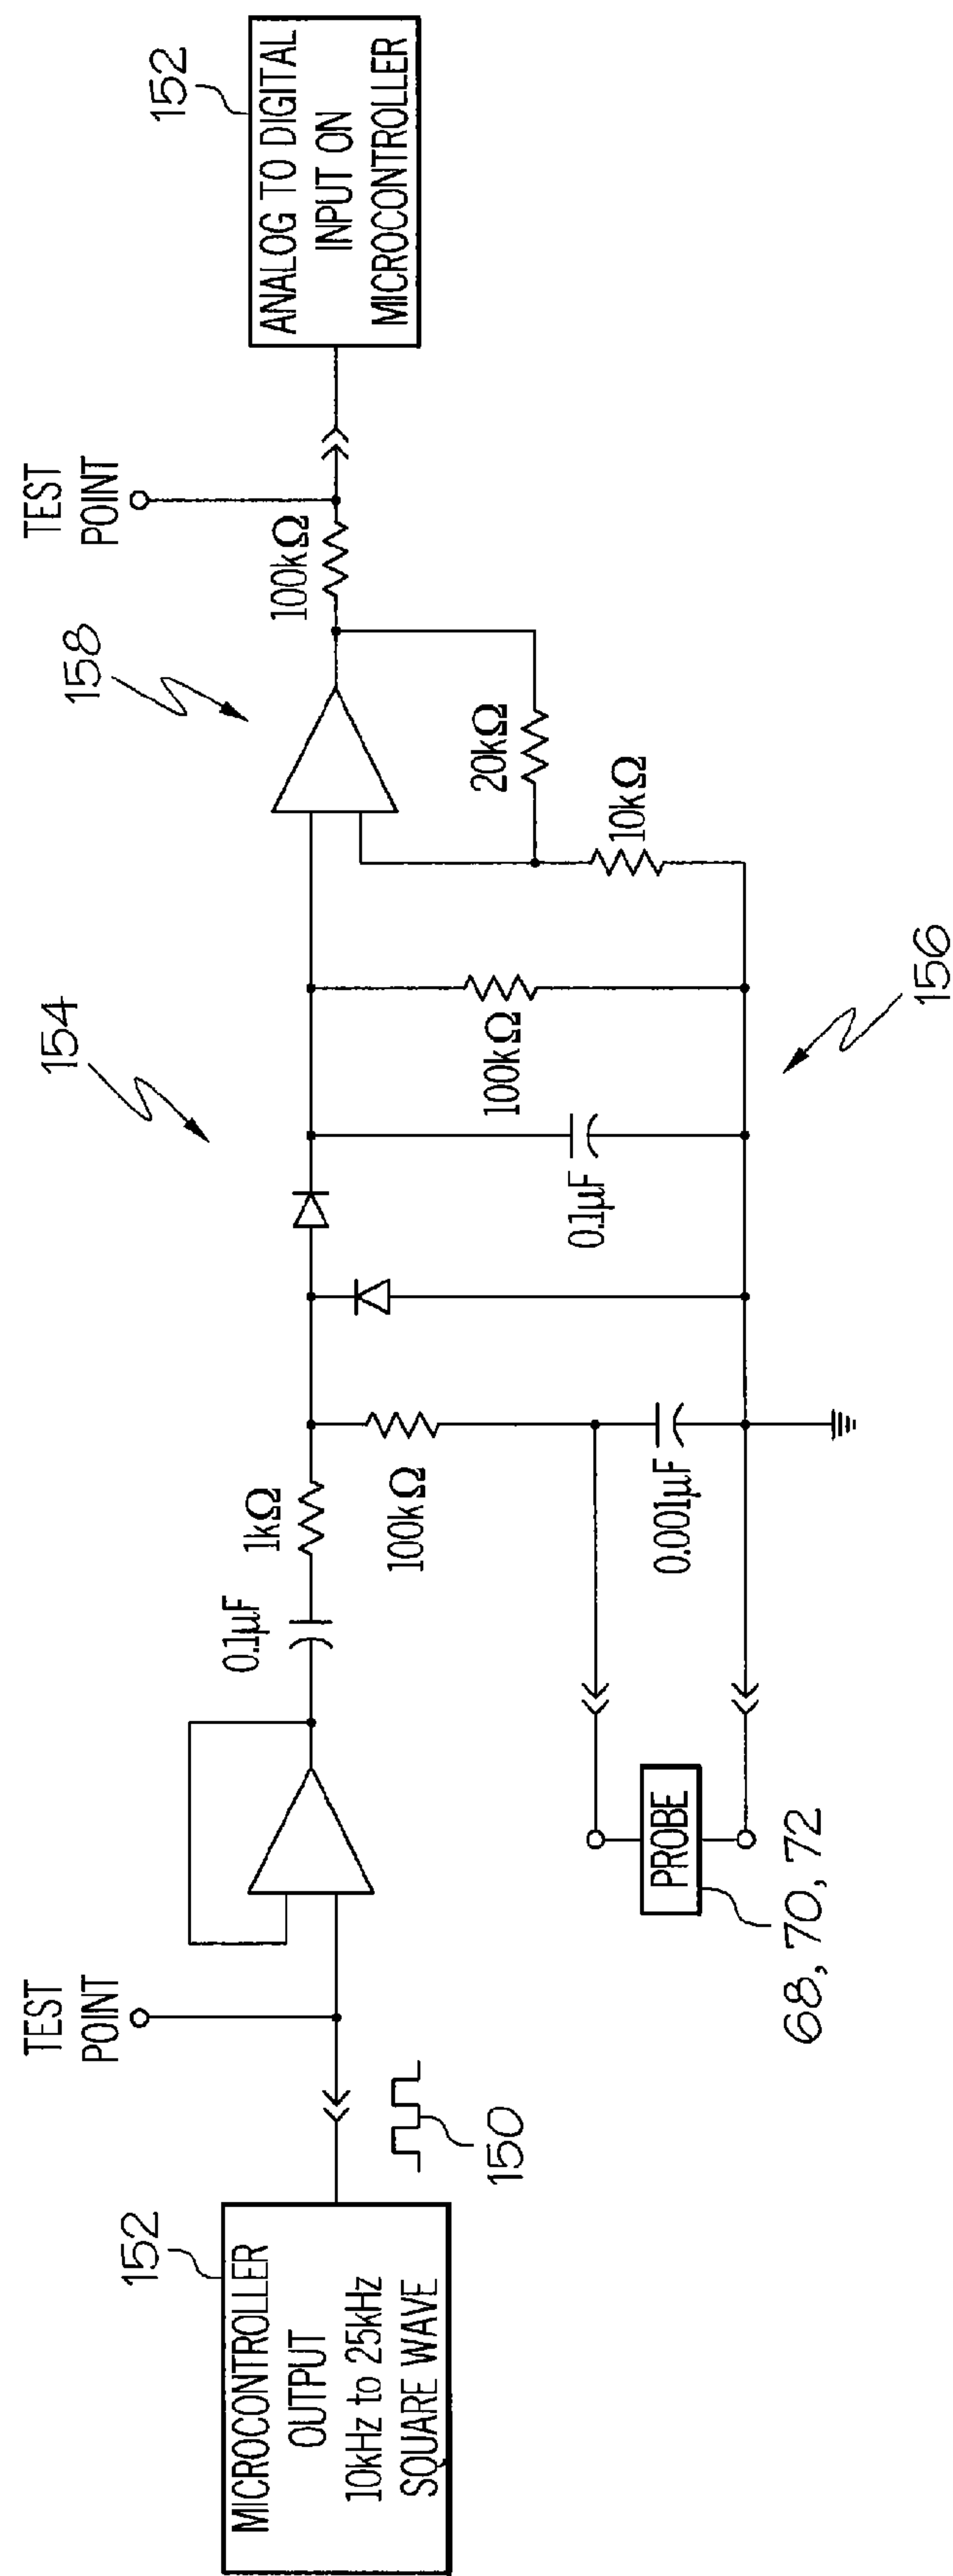 152
MICROCONTROLLER
OUTPUT
10kHz to 25kHz
SQUARE WAVE
150
TEST
POINT
0.1µF
1kΩ
100kΩ
0.001µF
PROBE
68, 70, 72
154
0.1µF
100kΩ
156
158
20kΩ
10kΩ
100kΩ
TEST
POINT
152
ANALOG TO DIGITAL
INPUT ON
MICROCONTROLLER